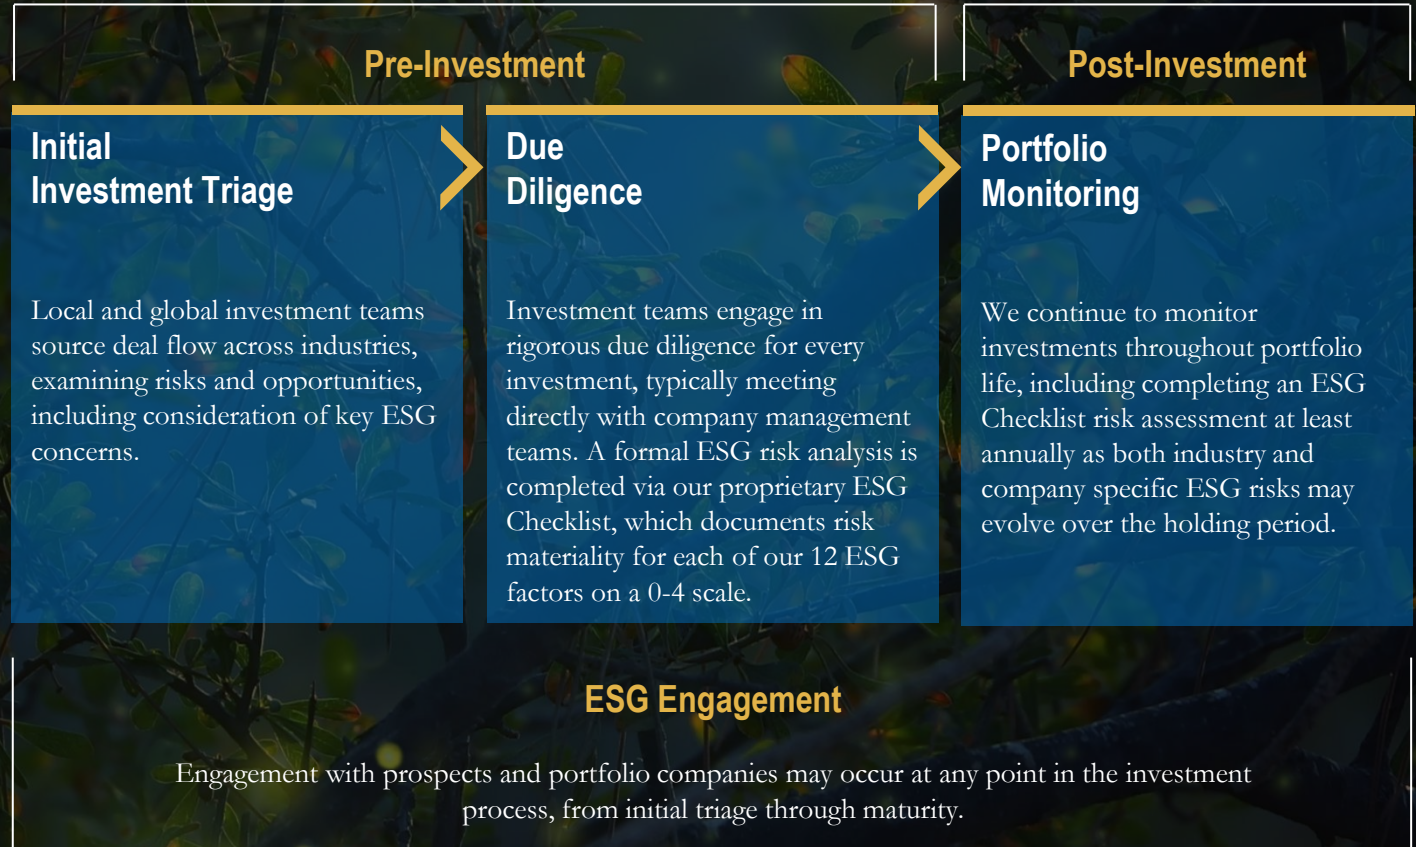 Pre-Investment
Post-Investment
Initial
Investment Triage
Local and global investment teams
source deal flow across industries,
examining risks and opportunities,
including consideration of key ESG
concerns.
Due
Diligence
Investment teams engage in
rigorous due diligence for every
investment, typically meeting
directly with company management
teams. A formal ESG risk analysis is
completed via our proprietary ESG
Checklist, which documents risk
materiality for each of our 12 ESG
factors on a 0-4 scale.
Portfolio
Monitoring
We continue to monitor
investments throughout portfolio
life, including completing an ESG
Checklist risk assessment at least
annually as both industry and
company specific ESG risks may
evolve over the holding period.
ESG Engagement
Engagement with prospects and portfolio companies may occur at any point in the investment
process, from initial triage through maturity.